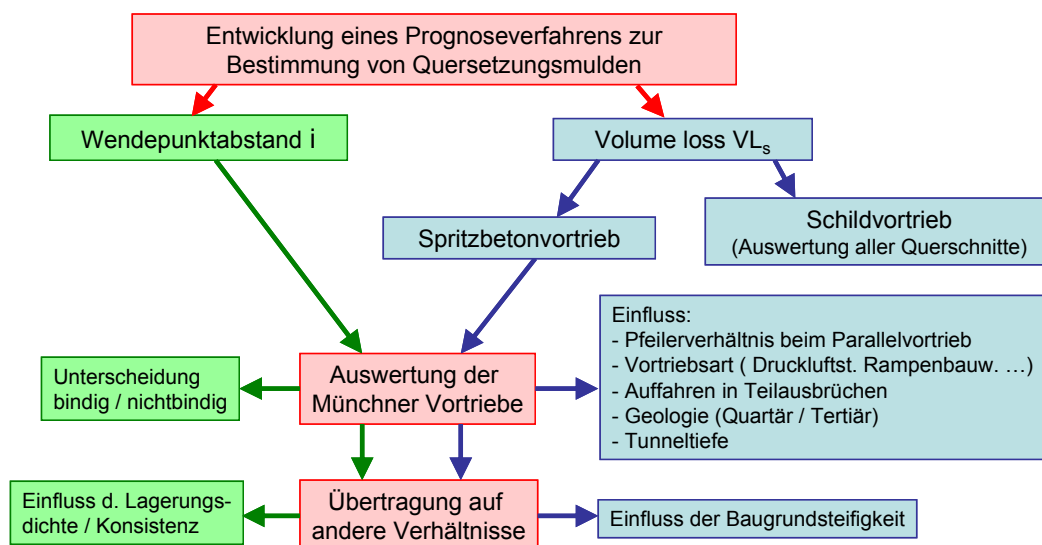 Entwicklung eines Prognoseverfahrens zur
Bestimmung von Quersetzungsmulden
Wendepunktabstand i
Volume loss VLs
Spritzbetonvortrieb
Schildvortrieb
(Auswertung aller Querschnitte)
Unterscheidung
bindig / nichtbindig
Auswertung der
Münchner Vortriebe
Einfluss:
- Pfeilerverhältnis beim Parallelvortrieb
- Vortriebsart ( Druckluftst. Rampenbauw. …)
- Auffahren in Teilausbrüchen
- Geologie (Quartär / Tertiär)
- Tunneltiefe
Einfluss d. Lagerungs-
dichte / Konsistenz
Übertragung auf
andere Verhältnisse
Einfluss der Baugrundsteifigkeit